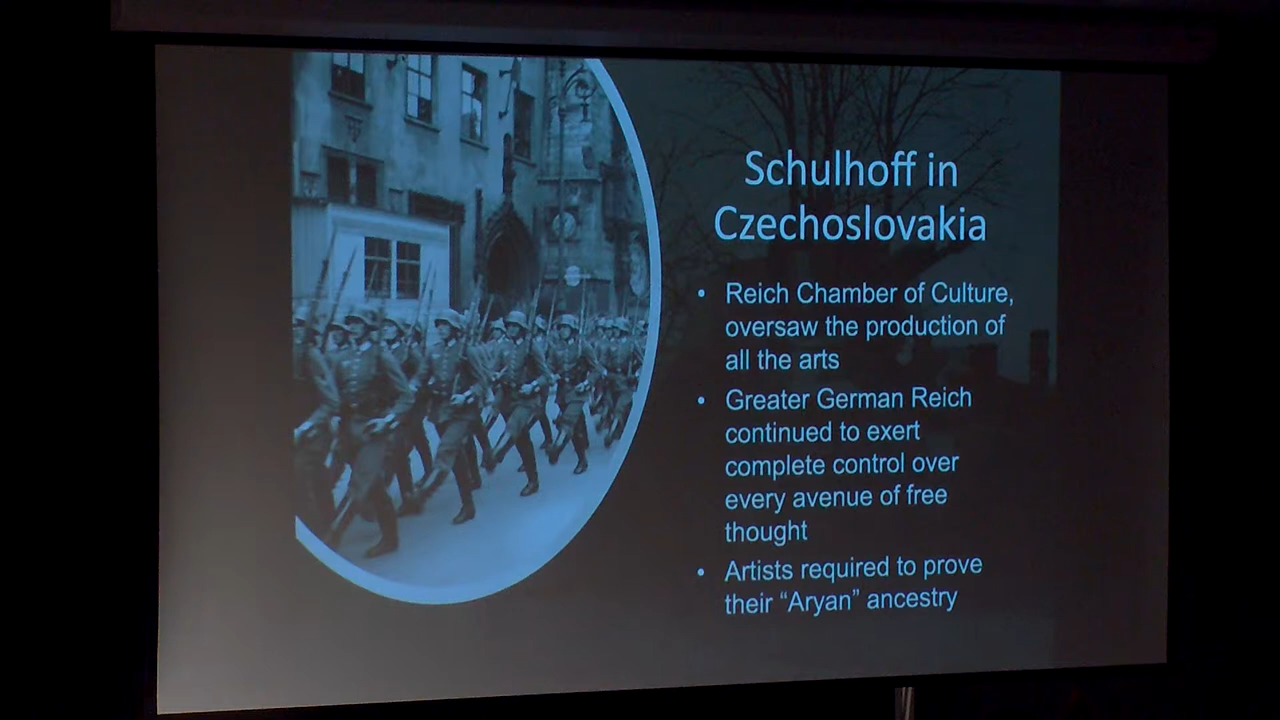 Schulhoff in
Czechoslovakia
• Reich Chamber of Culture,
oversaw the production of
all the arts
• Greater German Reich
continued to exert
complete control over
every avenue of free
thought
• Artists required to prove
their “Aryan” ancestry